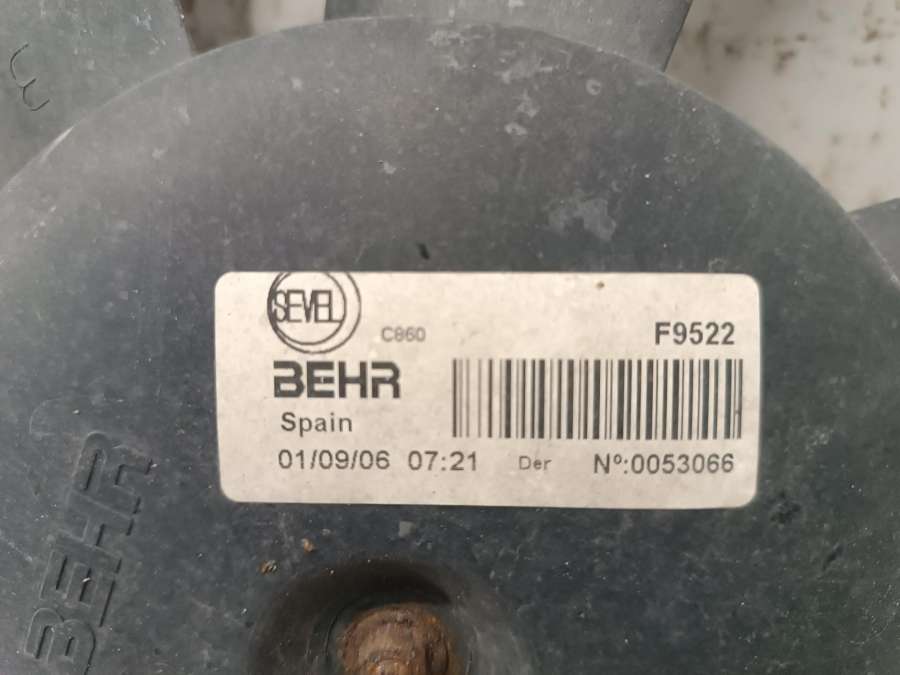 SEVEL
C860
F9522
BEHR
Spain
01/09/06 07:21 Der Nº:0053066
BEHR